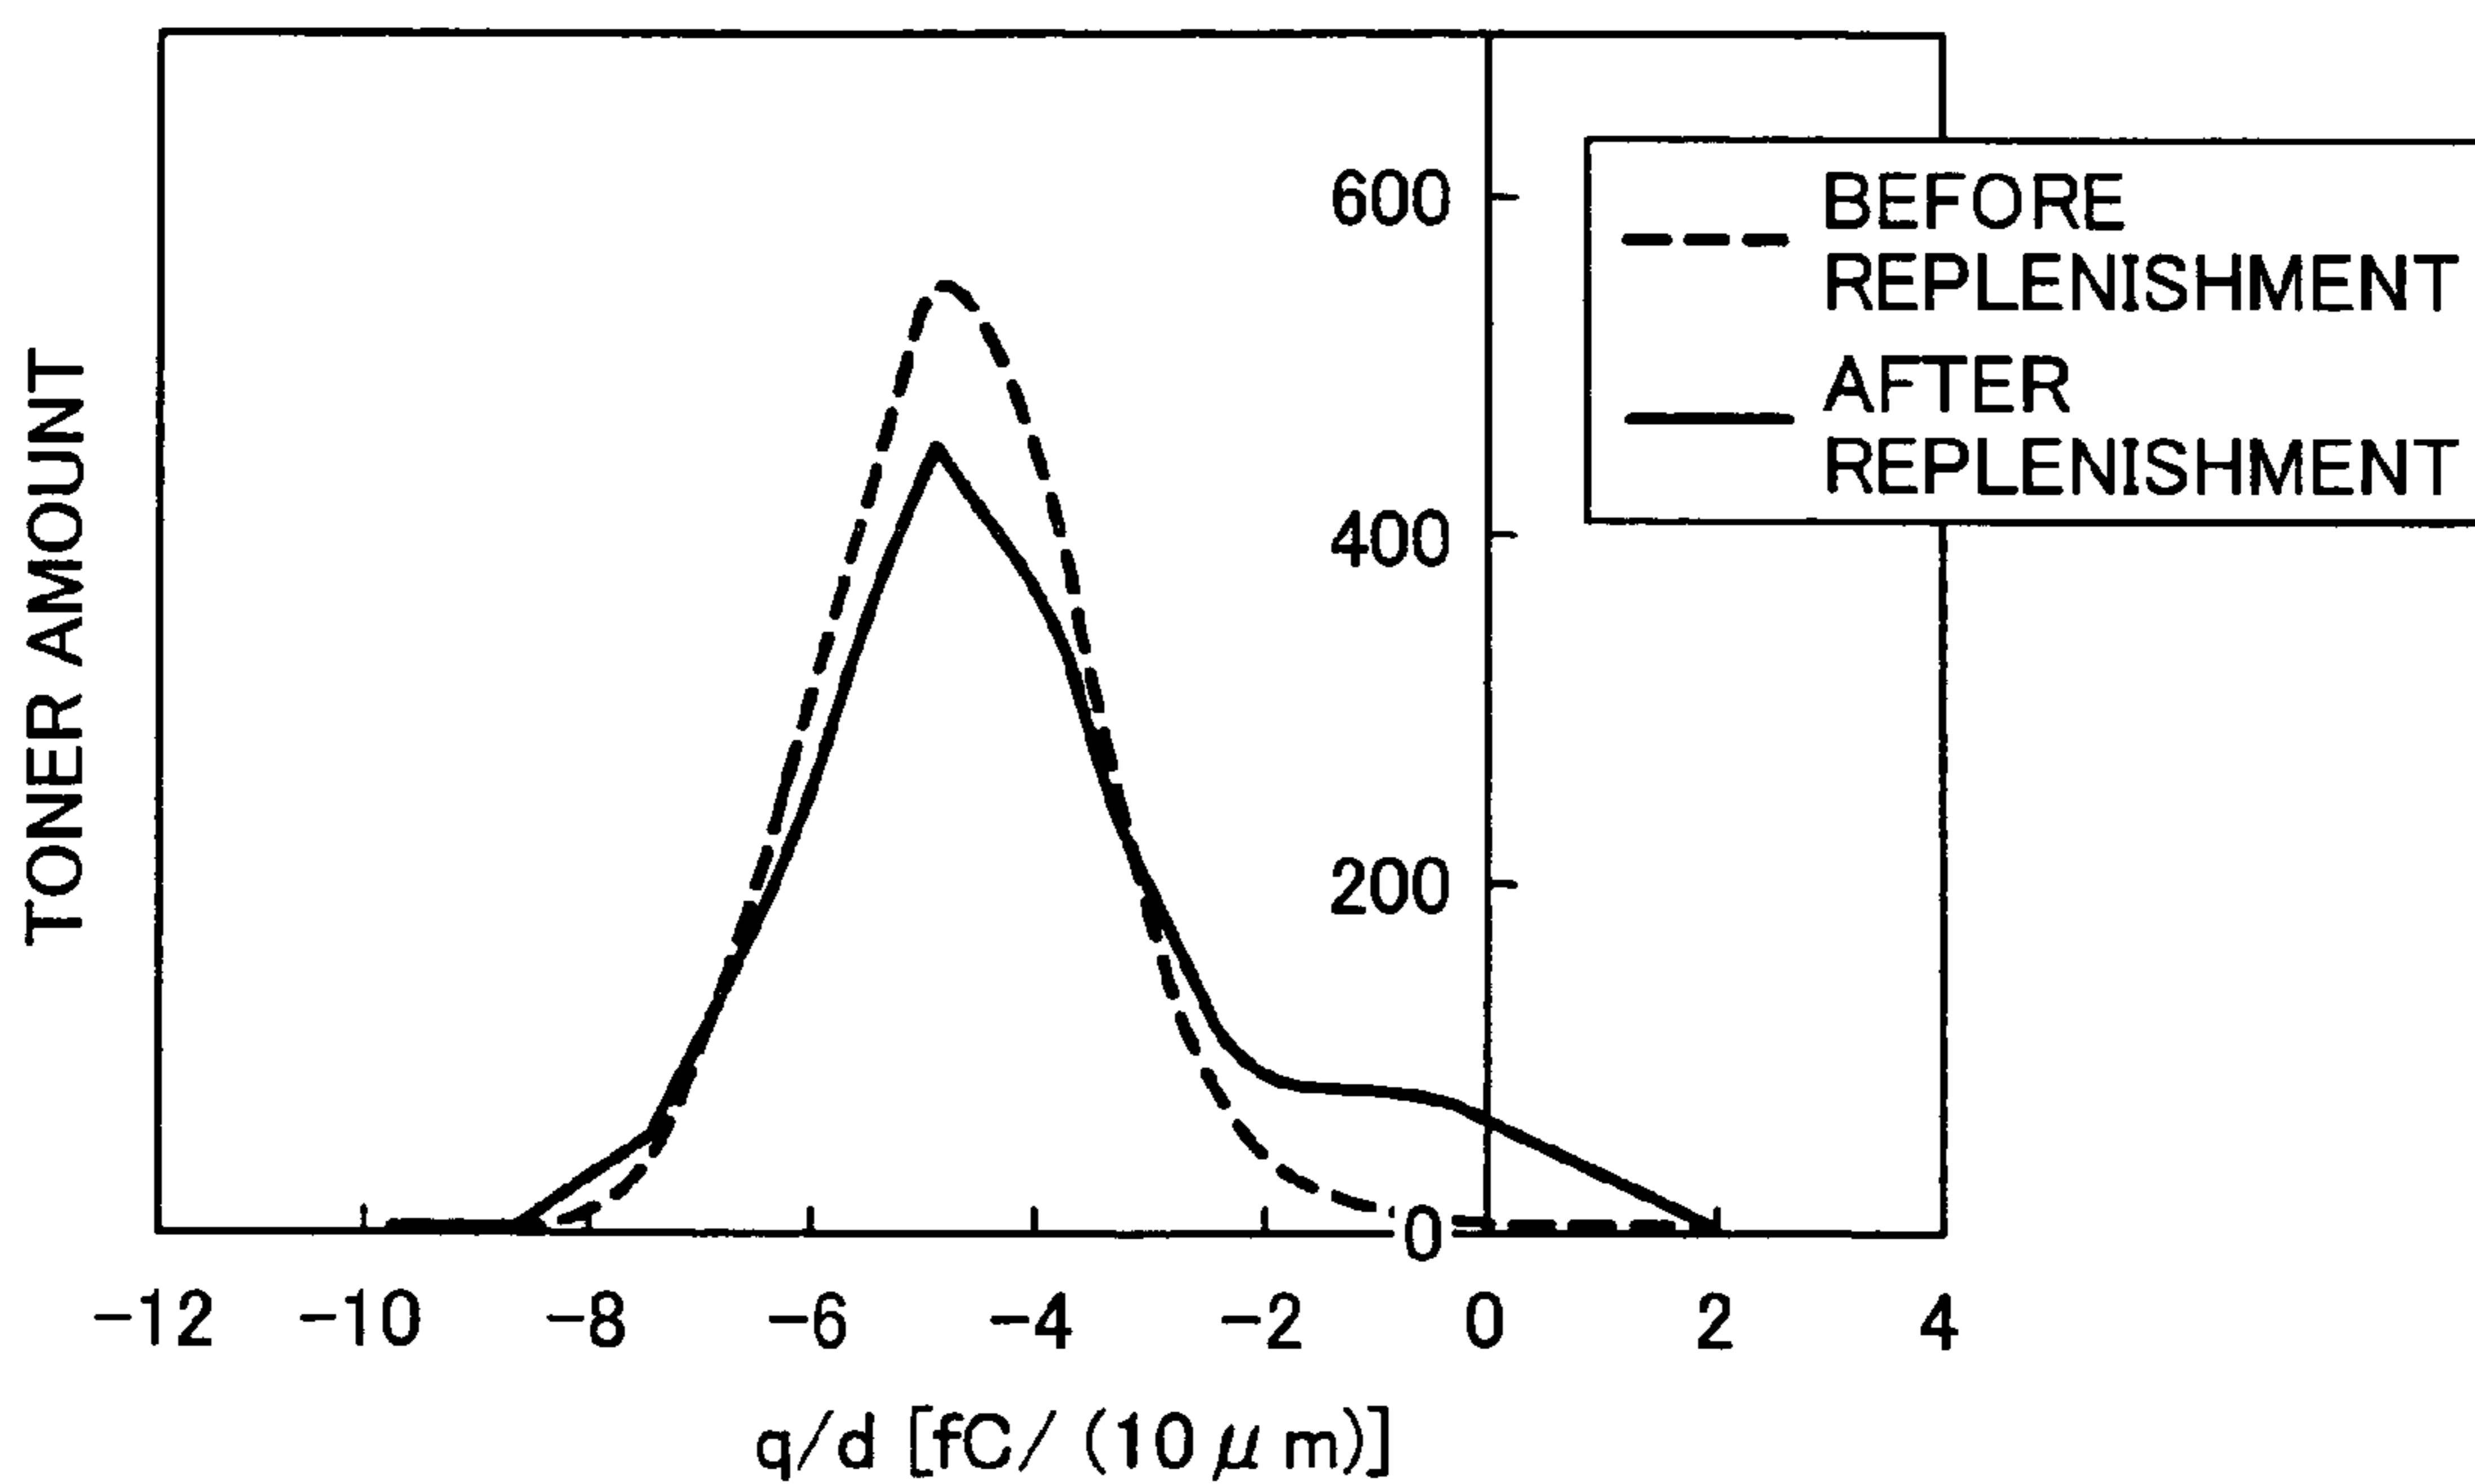 600
400
200
0
BEFORE
REPLENISHMENT
AFTER
REPLENISHMENT
TONER AMOUNT
-12 -10 -8 -6 -4 -2 0 2 4
q/d [fC/ (10 μm)]